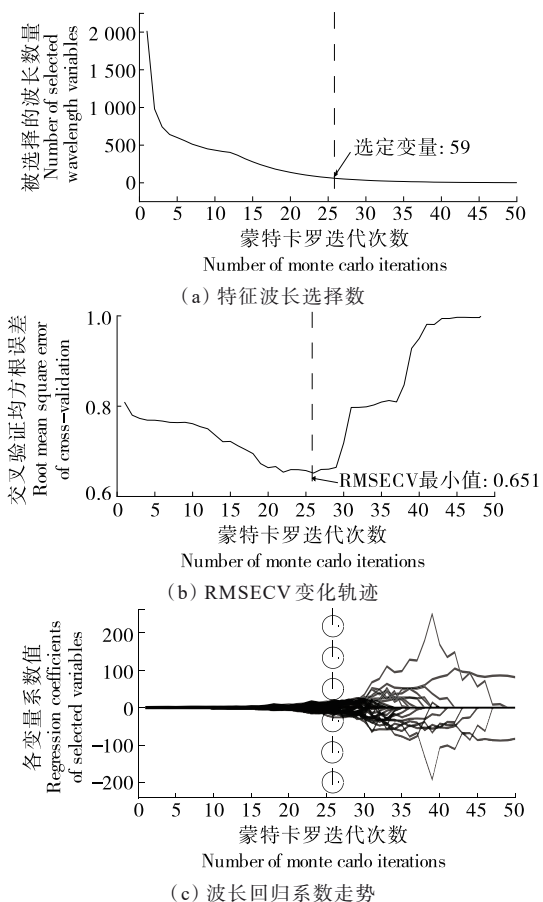 被选择的波长数量
Number of selected
wavelength variables
2 000
1 500
1 000
500
0
选定变量: 59
0 5 10 15 20 25 30 35 40 45 50
蒙特卡罗迭代次数
Number of monte carlo iterations
(a) 特征波长选择数
交叉验证均方根误差
Root mean square error
of cross-validation
1.0
0.8
0.6
RMSECV最小值: 0.651
0 5 10 15 20 25 30 35 40 45 50
蒙特卡罗迭代次数
Number of monte carlo iterations
(b) RMSECV 变化轨迹
各变量系数值
Regression coefficients
of selected variables
200
100
0
-100
-200
0 5 10 15 20 25 30 35 40 45 50
蒙特卡罗迭代次数
Number of monte carlo iterations
(c) 波长回归系数走势